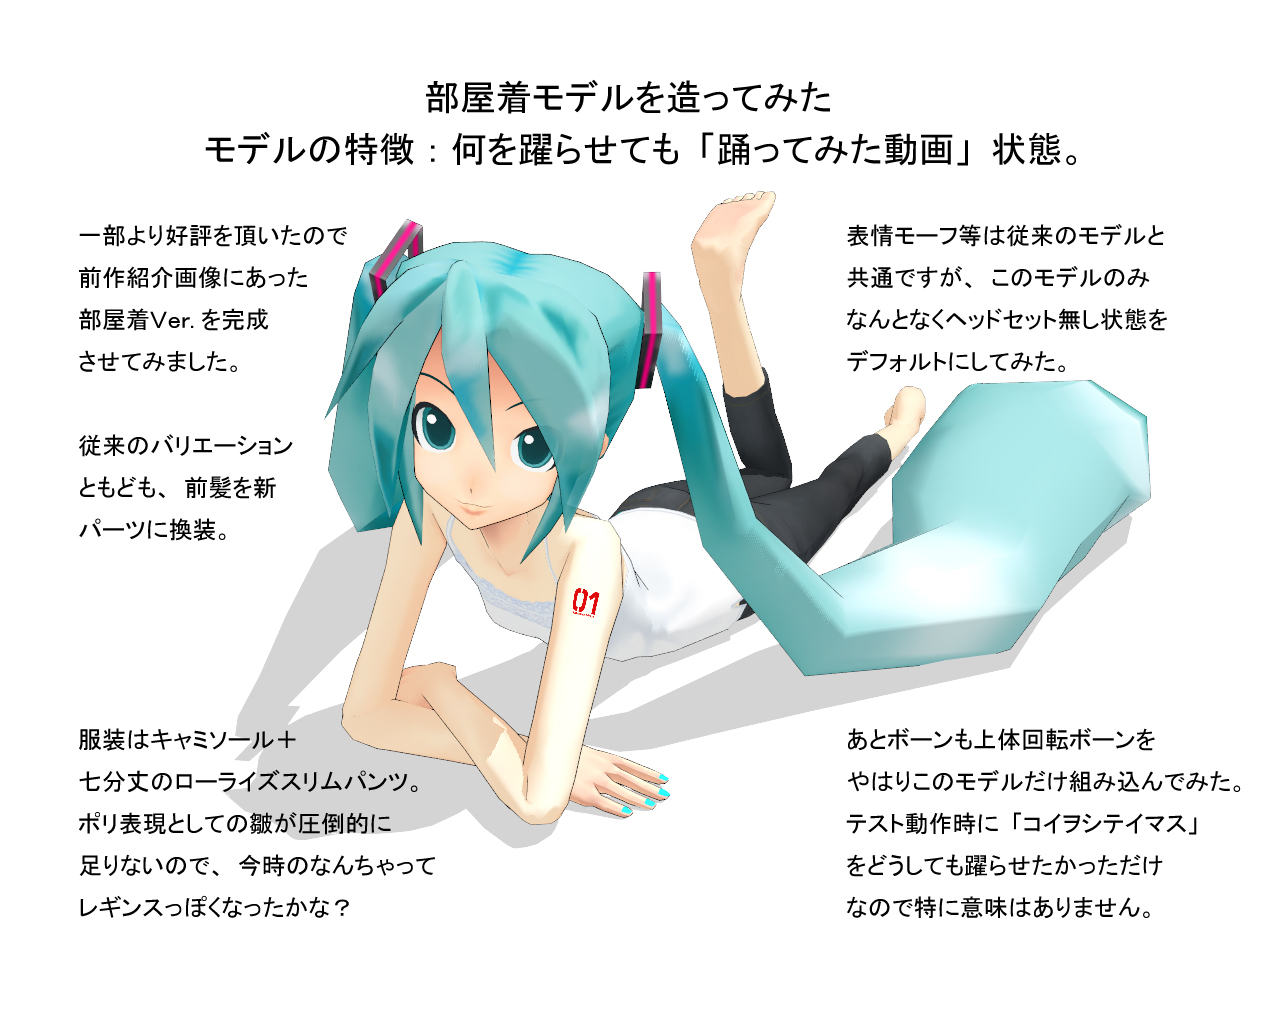 部屋着モデルを造ってみた
モデルの特徴：何を躍らせても「踊ってみた動画」状態。
一部より好評を頂いたので
前作紹介画像にあった
部屋着Ver.を完成
させてみました。
従来のバリエーション
ともども、前髪を新
パーツに換装。
表情モーフ等は従来のモデルと
共通ですが、このモデルのみ
なんとなくヘッドセット無し状態を
デフォルトにしてみた。
01
服装はキャミソール＋
七分丈のローライズスリムパンツ。
ポリ表現としての皺が圧倒的に
足りないので、今時のなんちゃって
レギンスっぽくなったかな？
あとボーンも上体回転ボーンを
やはりこのモデルだけ組み込んでみた。
テスト動作時に「コイヲシテイマス」
をどうしても躍らせたかっただけ
なので特に意味はありません。